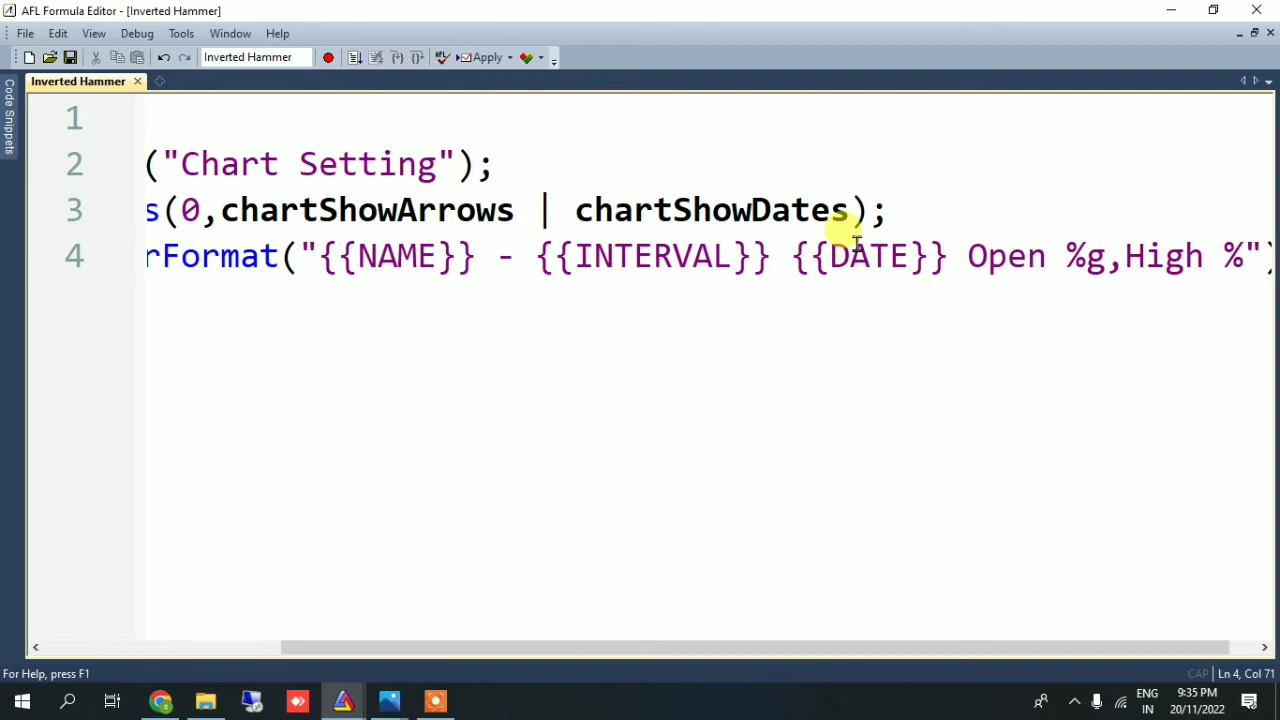 AFL Formula Editor - [Inverted Hammer]
File Edit View Debug Tools Window Help
Inverted Hammer Apply
Inverted Hammer
Code Snippets
1
2 ("Chart Setting");
3 s(0,chartShowArrows | chartShowDates);
4 rFormat("{{NAME}} - {{INTERVAL}} {{DATE}} Open %g,High %")
For Help, press F1
CAP Ln 4, Col 71
ENG 9:35 PM
IN 20/11/2022